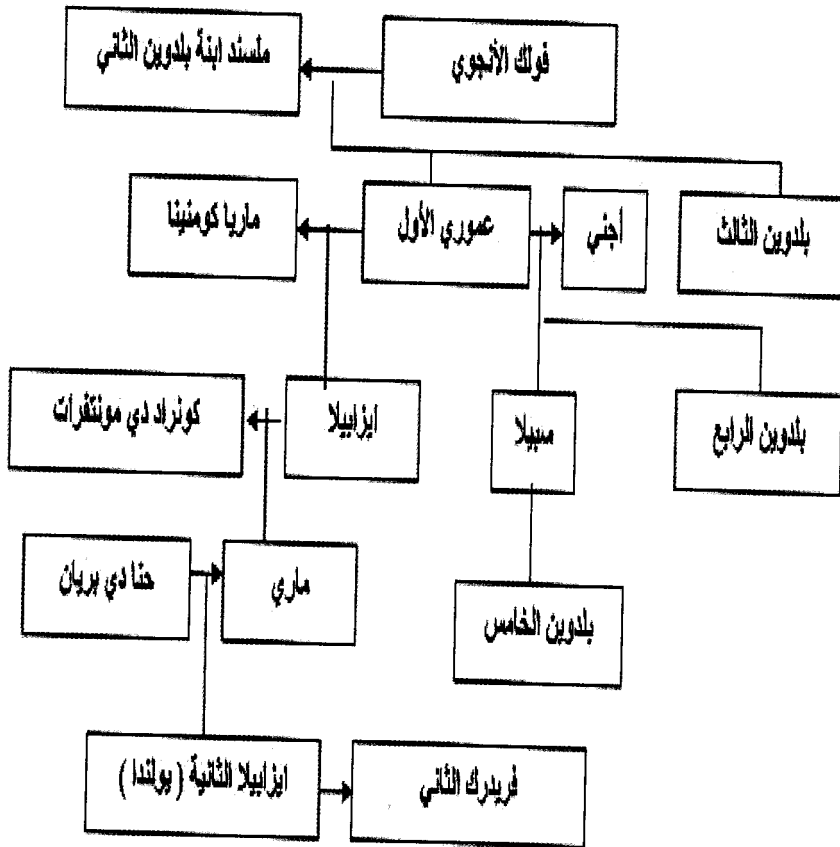 فولك الأنجوي
ملسند ابنة بلدوين الثاني
بلدوين الثالث
أجني
عموري الأول
ماريا كومنينا
بلدوين الرابع
سبيلا
ايزابيلا
كونراد دي مونتفرات
بلدوين الخامس
ماري
حنا دي بريان
فريدرك الثاني
ايزابيلا الثانية ( يولندا )